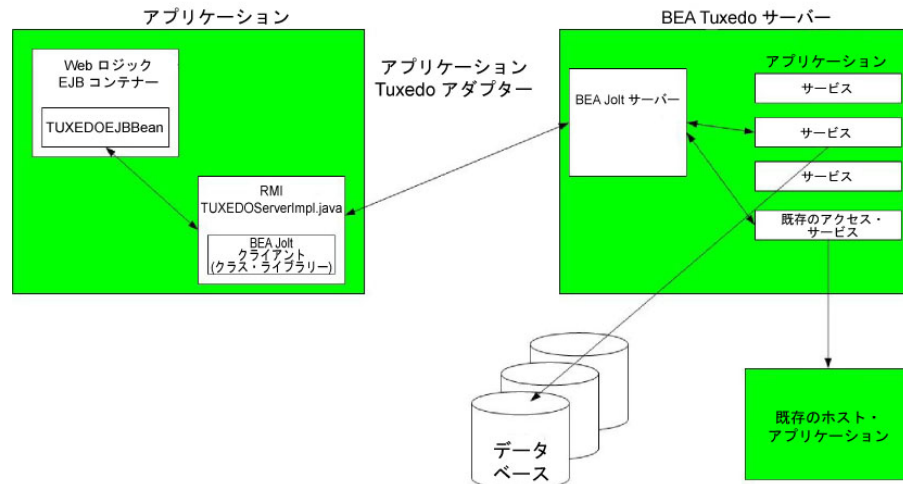 アプリケーション
Web ロジック
EJB コンテナー
TUXEDOEJBBean
RMI
TUXEDOServerImpl.java
BEA Jolt
クライアント
(クラス・ライブラリー)
アプリケーション
Tuxedo アダプター
BEA Tuxedo サーバー
BEA Jolt サーバー
アプリケーション
サービス
サービス
サービス
既存のアクセス・
サービス
データ
ベース
既存のホスト・
アプリケーション